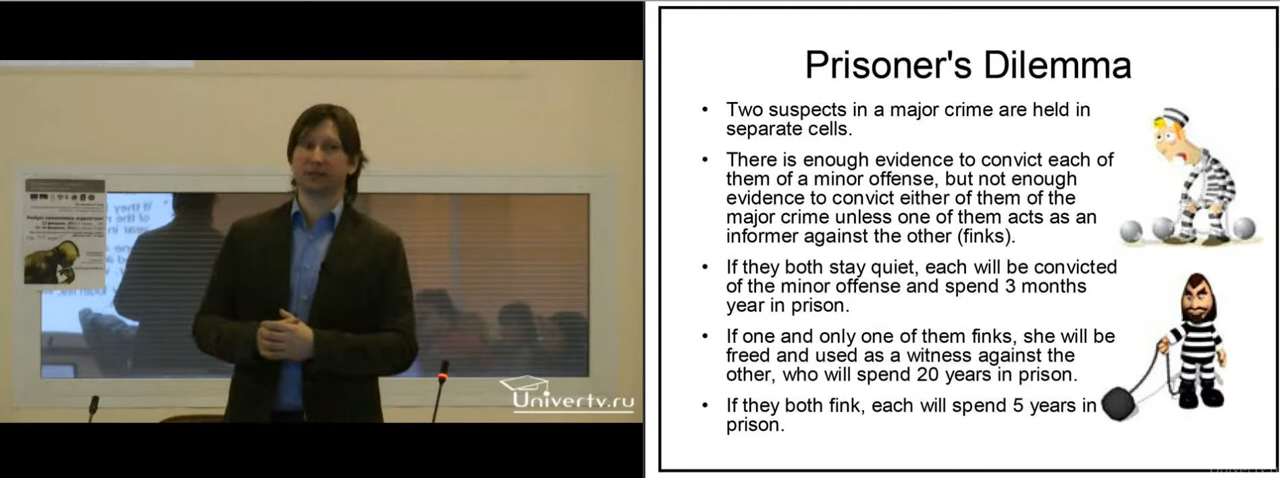 Univertv.ru
Prisoner's Dilemma
• Two suspects in a major crime are held in
separate cells.
• There is enough evidence to convict each of
them of a minor offense, but not enough
evidence to convict either of them of the
major crime unless one of them acts as an
informer against the other (finks).
• If they both stay quiet, each will be convicted
of the minor offense and spend 3 months
year in prison.
• If one and only one of them finks, she will be
freed and used as a witness against the
other, who will spend 20 years in prison.
• If they both fink, each will spend 5 years in
prison.